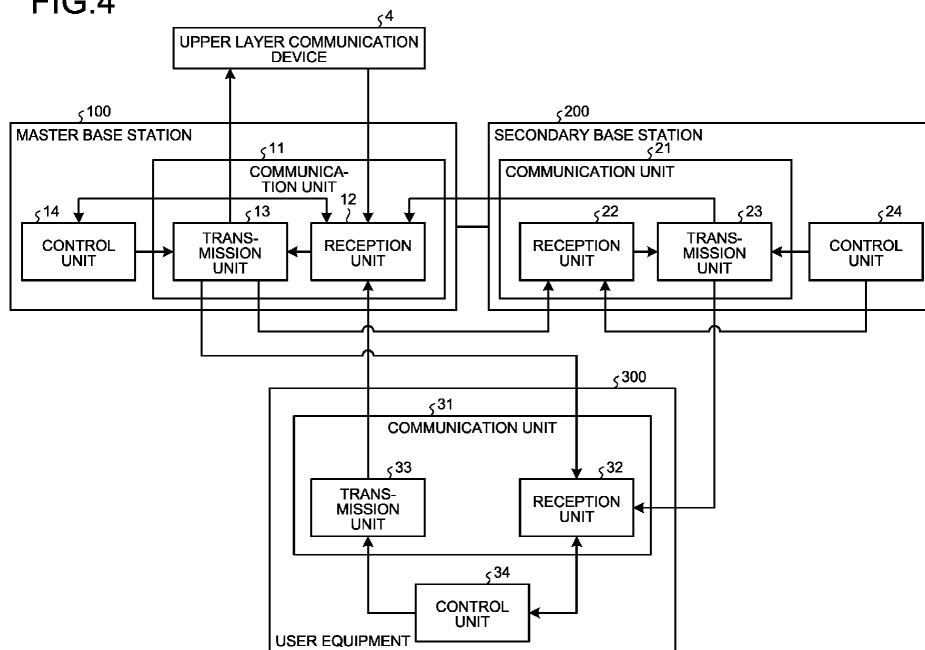 FIG.4
4
UPPER LAYER COMMUNICATION
DEVICE
100
MASTER BASE STATION
11
COMMUNICA-
TION UNIT
14
CONTROL
UNIT
13
TRANS-
MISSION
UNIT
12
RECEPTION
UNIT
200
SECONDARY BASE STATION
21
COMMUNICATION UNIT
22
RECEPTION
UNIT
23
TRANS-
MISSION
UNIT
24
CONTROL
UNIT
300
31
COMMUNICATION UNIT
33
TRANS-
MISSION
UNIT
32
RECEPTION
UNIT
34
CONTROL
UNIT
USER EQUIPMENT